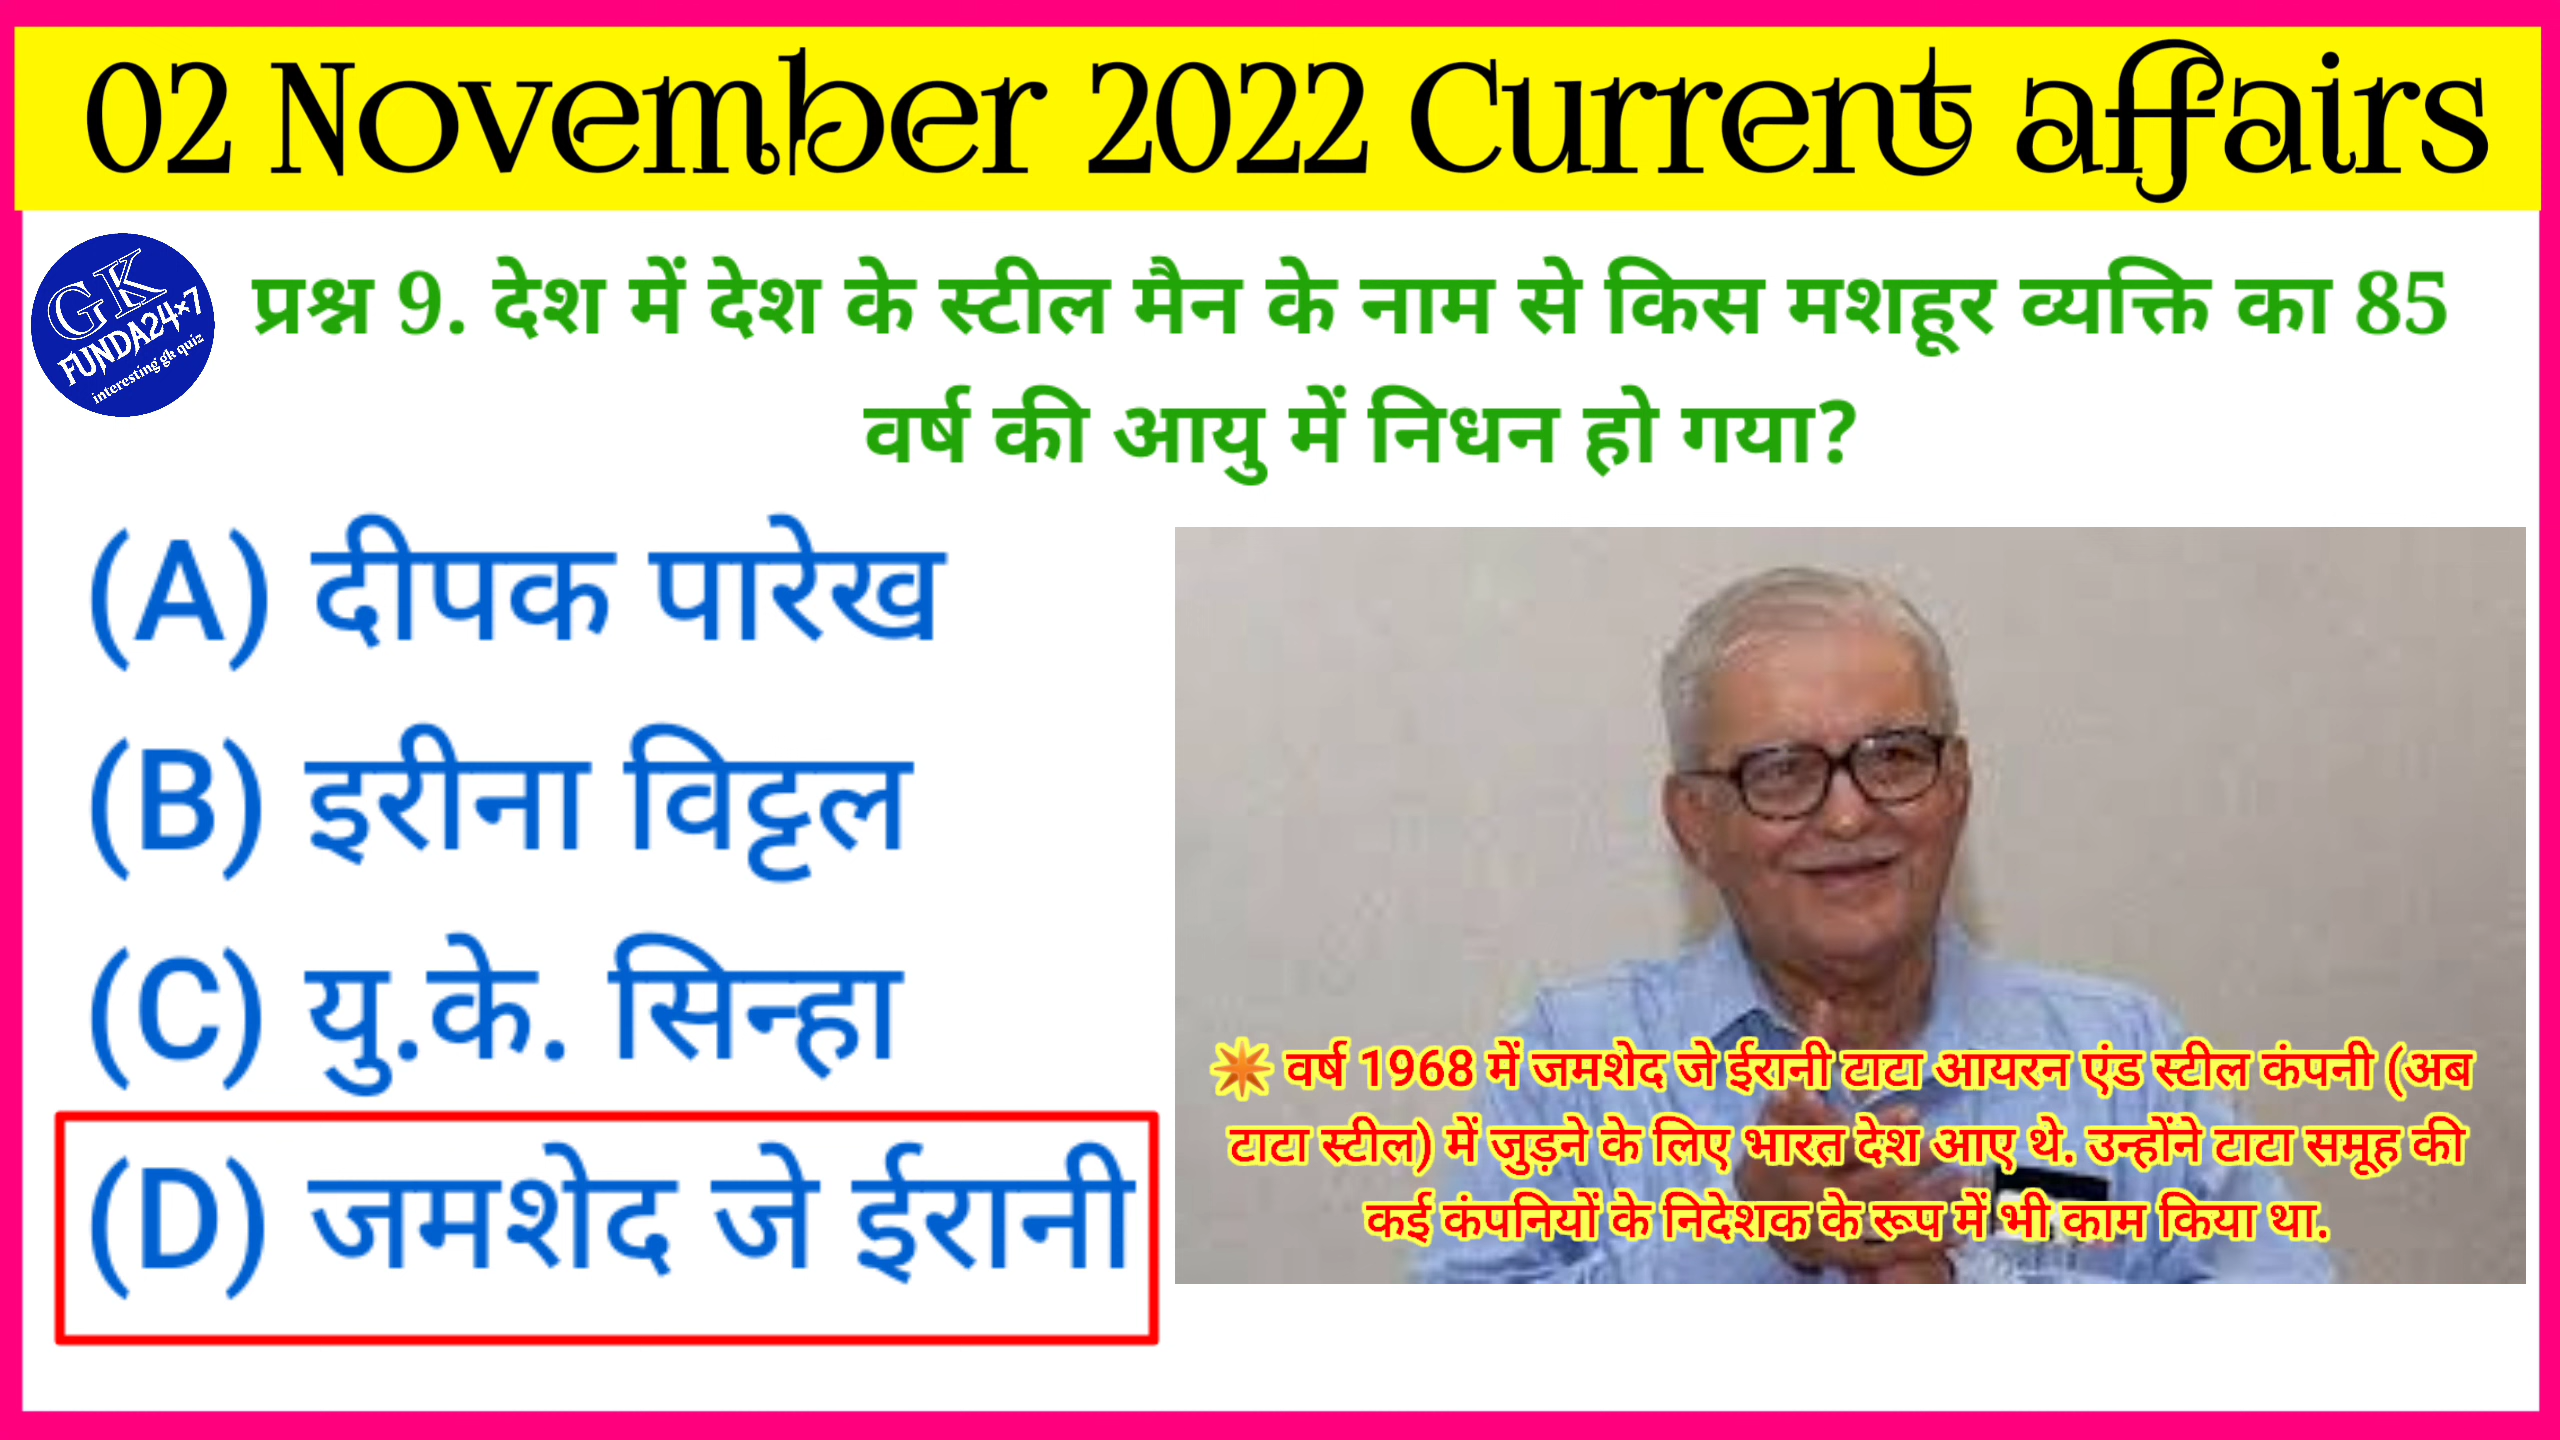 02 November 2022 Current affairs
GK
FUNDA24×7
interesting gk quiz
प्रश्न 9. देश में देश के स्टील मैन के नाम से किस मशहूर व्यक्ति का 85
वर्ष की आयु में निधन हो गया?
(A) दीपक पारेख
(B) इरीना विट्टल
(C) यु.के. सिन्हा
(D) जमशेद जे ईरानी
वर्ष 1968 में जमशेद जे ईरानी टाटा आयरन एंड स्टील कंपनी (अब
टाटा स्टील) में जुड़ने के लिए भारत देश आए थे. उन्होंने टाटा समूह की
कई कंपनियों के निदेशक के रूप में भी काम किया था.